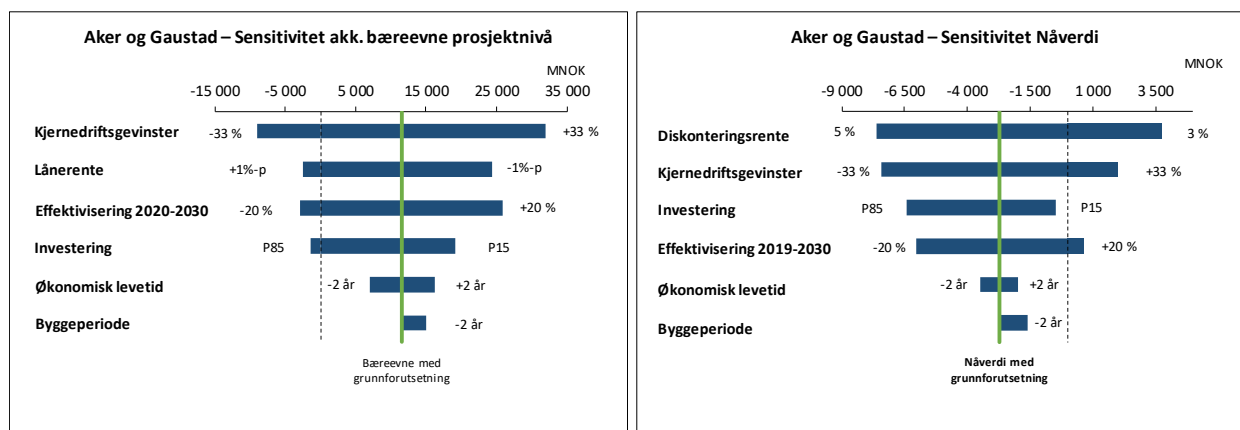 Aker og Gaustad – Sensitivitet akk. bæreevne prosjektnivå
MNOK
-15 000 -5 000 5 000 15 000 25 000 35 000
Kjernedriftsgevinster -33 % +33 %
Lånerente +1%-p -1%-p
Effektivisering 2020-2030 -20 % +20 %
Investering P85 P15
Økonomisk levetid -2 år +2 år
Byggeperiode -2 år
Bæreevne med
grunnforutsetning
Aker og Gaustad – Sensitivitet Nåverdi
MNOK
-9 000 -6 500 -4 000 -1 500 1 000 3 500
Diskonteringsrente 5 % 3 %
Kjernedriftsgevinster -33 % +33 %
Investering P85 P15
Effektivisering 2019-2030 -20 % +20 %
Økonomisk levetid -2 år +2 år
Byggeperiode -2 år
Nåverdi med
grunnforutsetning